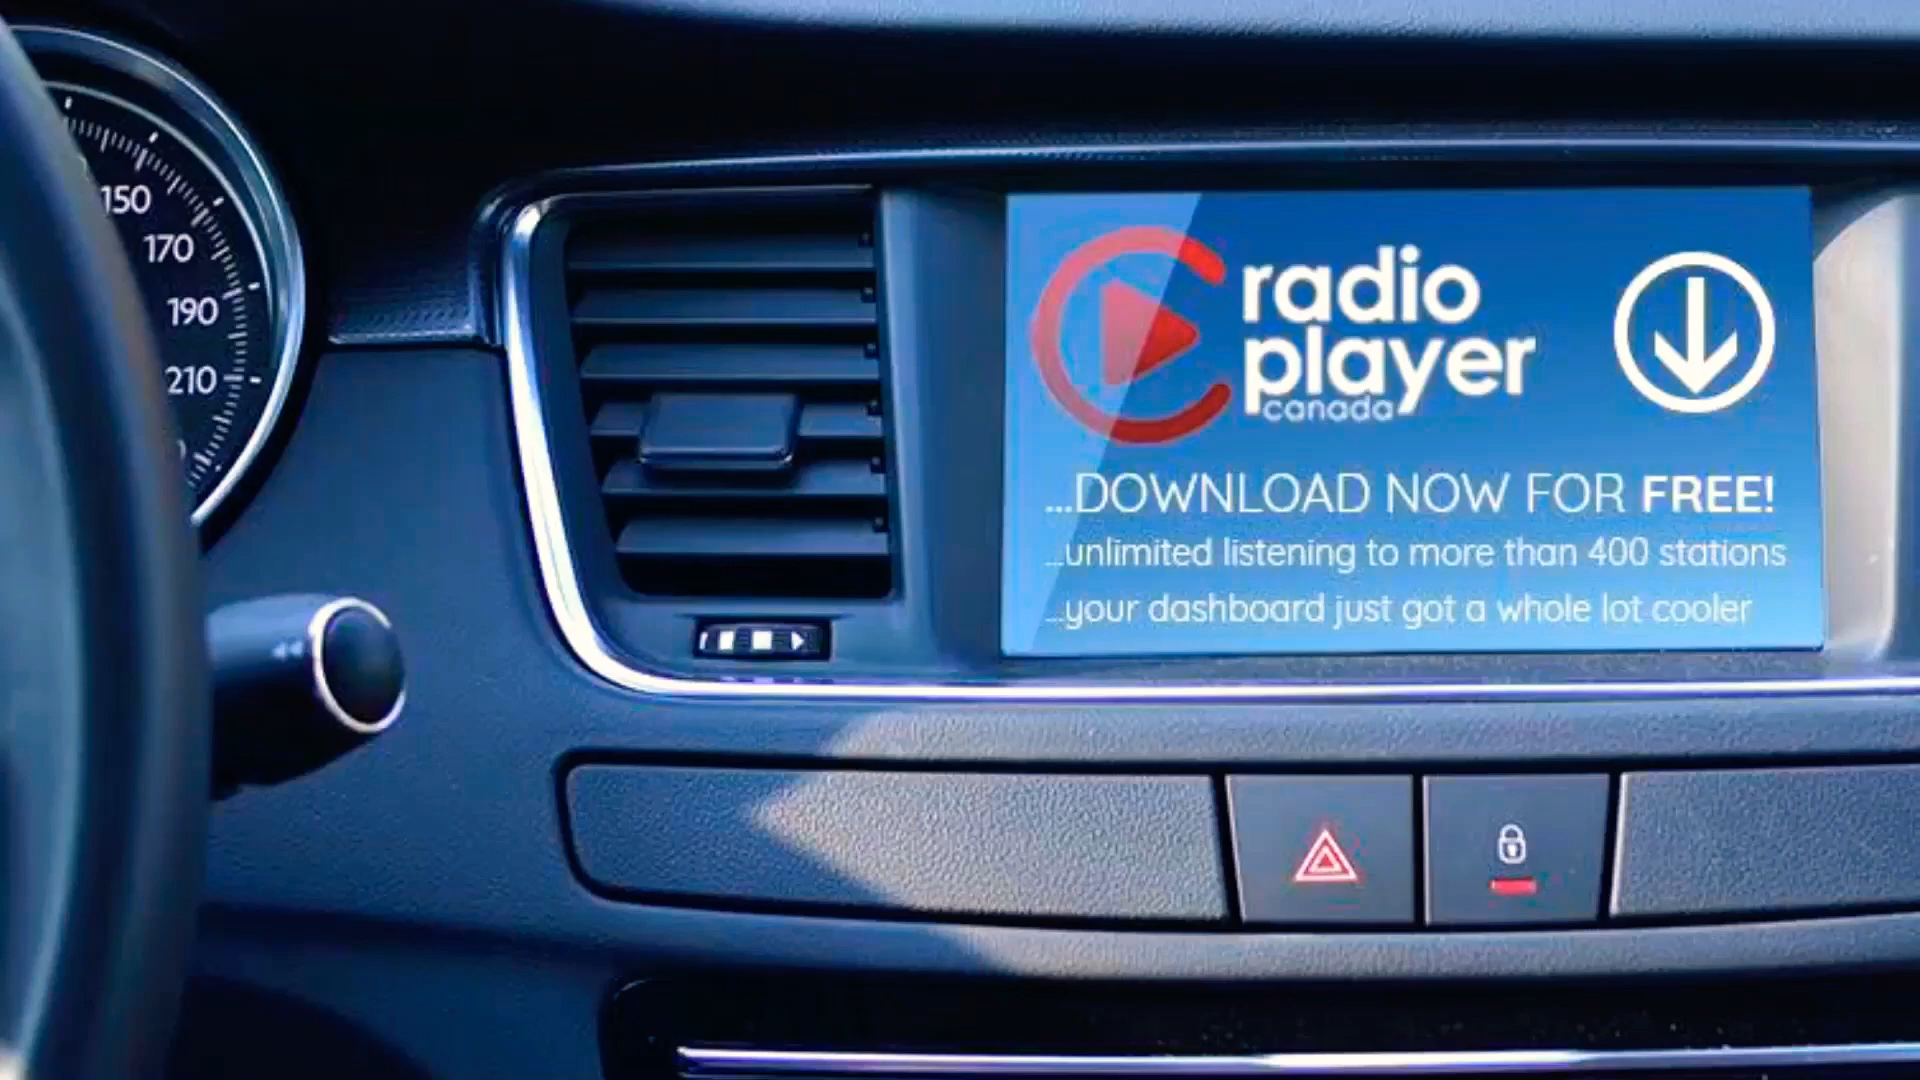 150
170
190
210
radio
player
canada
...DOWNLOAD NOW FOR FREE!
...unlimited listening to more than 400 stations
...your dashboard just got a whole lot cooler